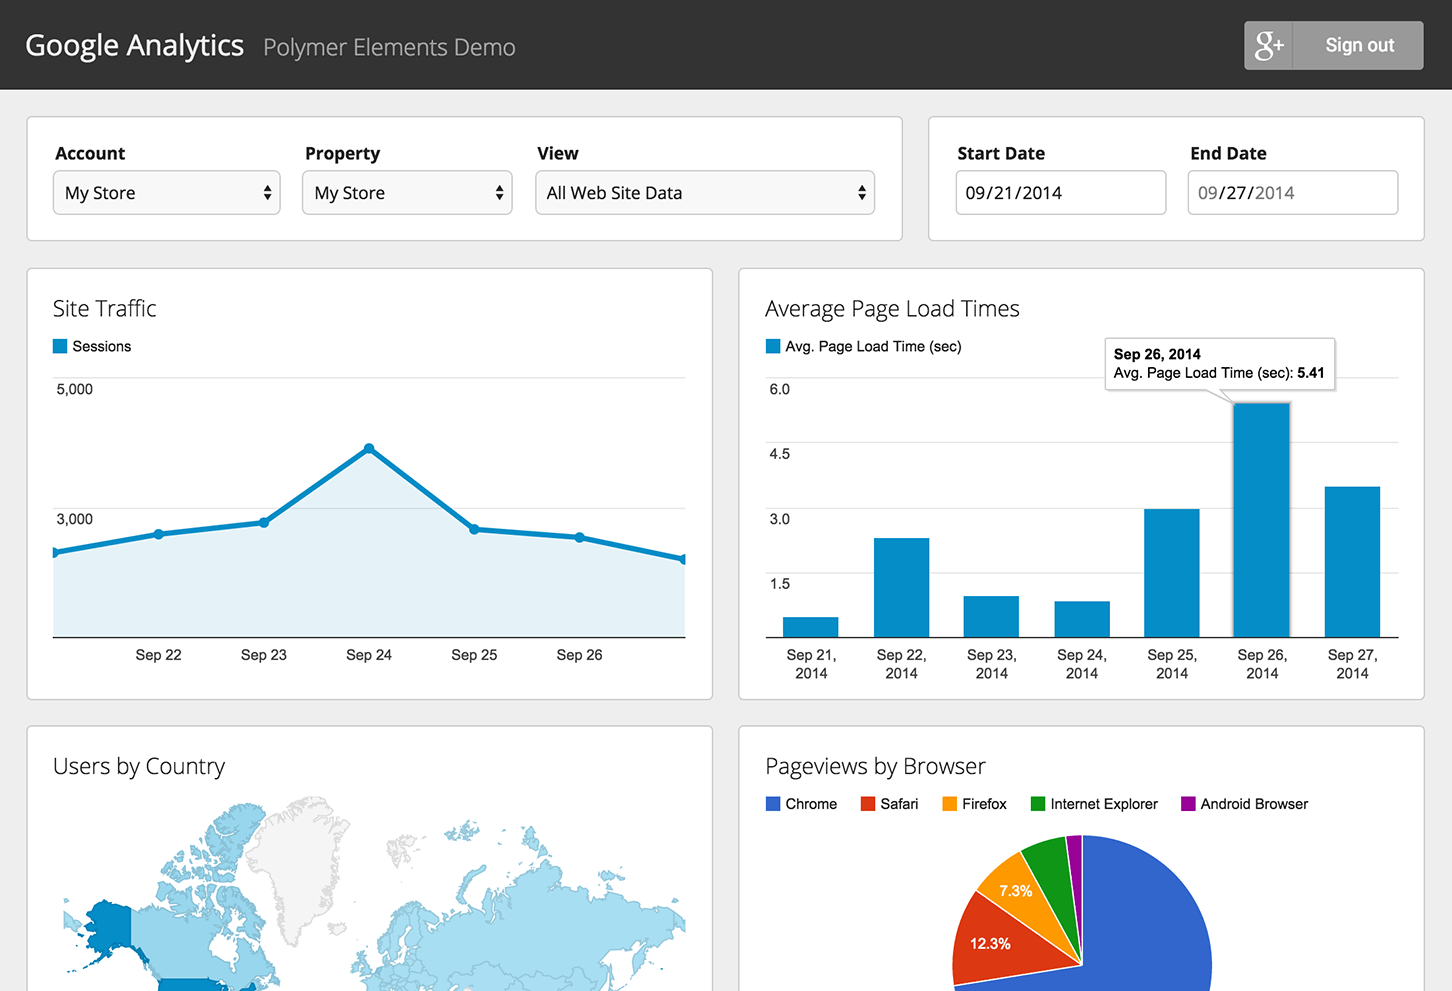 Google Analytics Polymer Elements Demo
g+ Sign out
Account Property View
My Store My Store All Web Site Data
Start Date End Date
09/21/2014 09/27/2014
Site Traffic
Sessions
5,000
3,000
Sep 22 Sep 23 Sep 24 Sep 25 Sep 26
Average Page Load Times
Avg. Page Load Time (sec)
Sep 26, 2014
Avg. Page Load Time (sec): 5.41
6.0
4.5
3.0
1.5
Sep 21, Sep 22, Sep 23, Sep 24, Sep 25, Sep 26, Sep 27,
2014 2014 2014 2014 2014 2014 2014
Users by Country
Pageviews by Browser
Chrome Safari Firefox Internet Explorer Android Browser
7.3%
12.3%